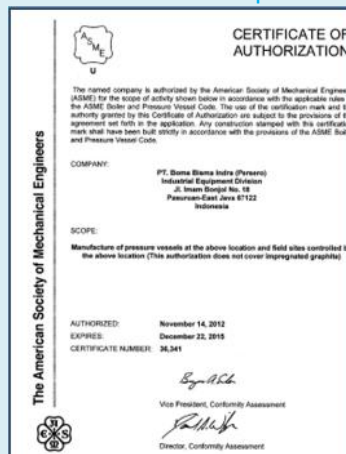 ASME
U
CERTIFICATE OF
AUTHORIZATION
The named company is authorized by the American Society of Mechanical Engineers
(ASME) for the scope of activity shown below in accordance with the applicable rules
the ASME Boiler and Pressure Vessel Code. The use of the certification mark and t
authority granted by this Certificate of Authorization are subject to the provisions of t
agreement set forth in the application. Any construction stamped with this certificatio
mark shall have been built strictly in accordance with the provisions of the ASME Boil
and Pressure Vessel Code.
COMPANY:
PT. Boma Bisma Indra (Persero)
Industrial Equipment Division
Jl. Imam Bonjol No. 18
Pasuruan-East Java 67122
Indonesia
SCOPE:
Manufacture of pressure vessels at the above location and field sites controlled b
the above location (This authorization does not cover impregnated graphite)
AUTHORIZED: November 14, 2012
EXPIRES: December 22, 2015
CERTIFICATE NUMBER: 36,341
Vice President, Conformity Assessment
Director, Conformity Assessment
The American Society of Mechanical Engineers